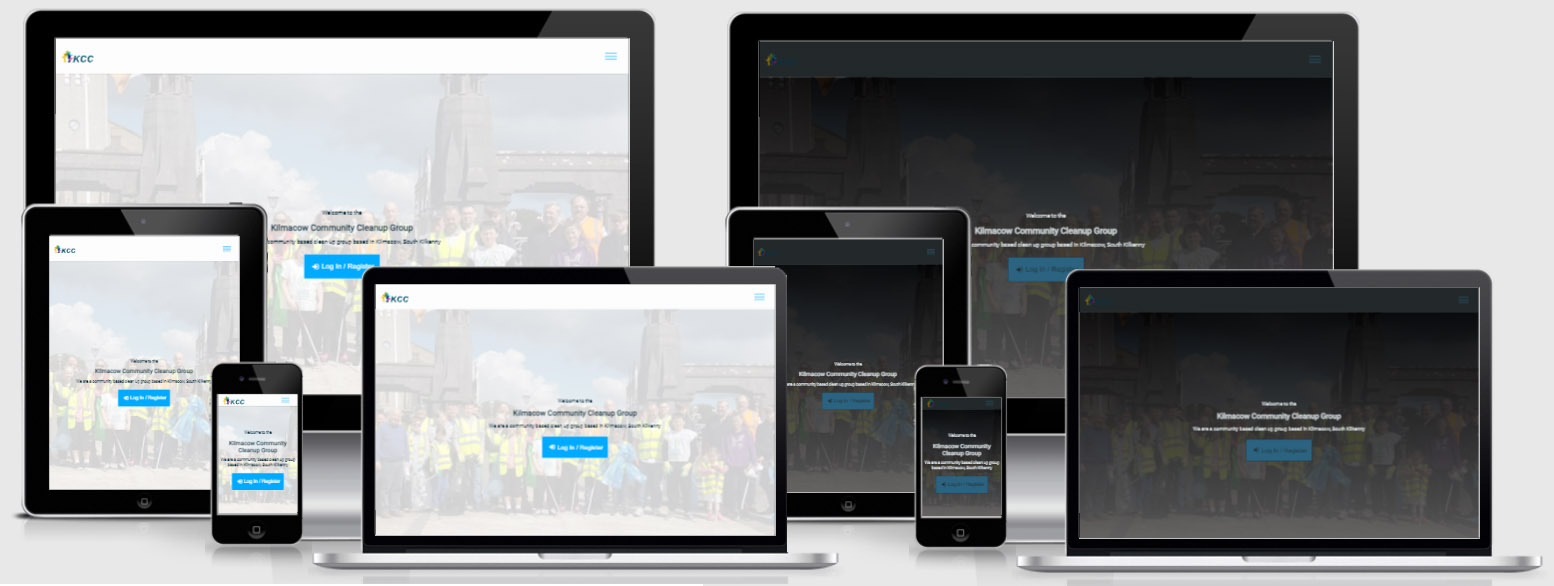 KCC
Welcome to the
Kilmacow Community Cleanup Group
community based clean up group based in Kilmacow, South Kilkenny
Log In / Register
KCC
Welcome to the
Kilmacow Community Cleanup Group
We are a community based clean up group based in Kilmacow, South Kilkenny
Log In / Register
KCC
Welcome to the
Kilmacow Community
Cleanup Group
We are a community based clean up group
based in Kilmacow, South Kilkenny
Log In / Register
KCC
Welcome to the
Kilmacow Community Cleanup Group
We are a community based clean up group based in Kilmacow, South Kilkenny
Log In / Register
Welcome to the
Kilmacow Community Cleanup Group
community based clean up group based in Kilmacow, South Kilkenny
Log In / Register
Welcome to the
Kilmacow Community Cleanup Group
are a community based clean up group based in Kilmacow, South Kilkenny
Log In / Register
Welcome to the
Kilmacow Community
Cleanup Group
We are a community based clean up group
based in Kilmacow, South Kilkenny
Log In / Register
Welcome to the
Kilmacow Community Cleanup Group
We are a community based clean up group based in Kilmacow, South Kilkenny
Log In / Register